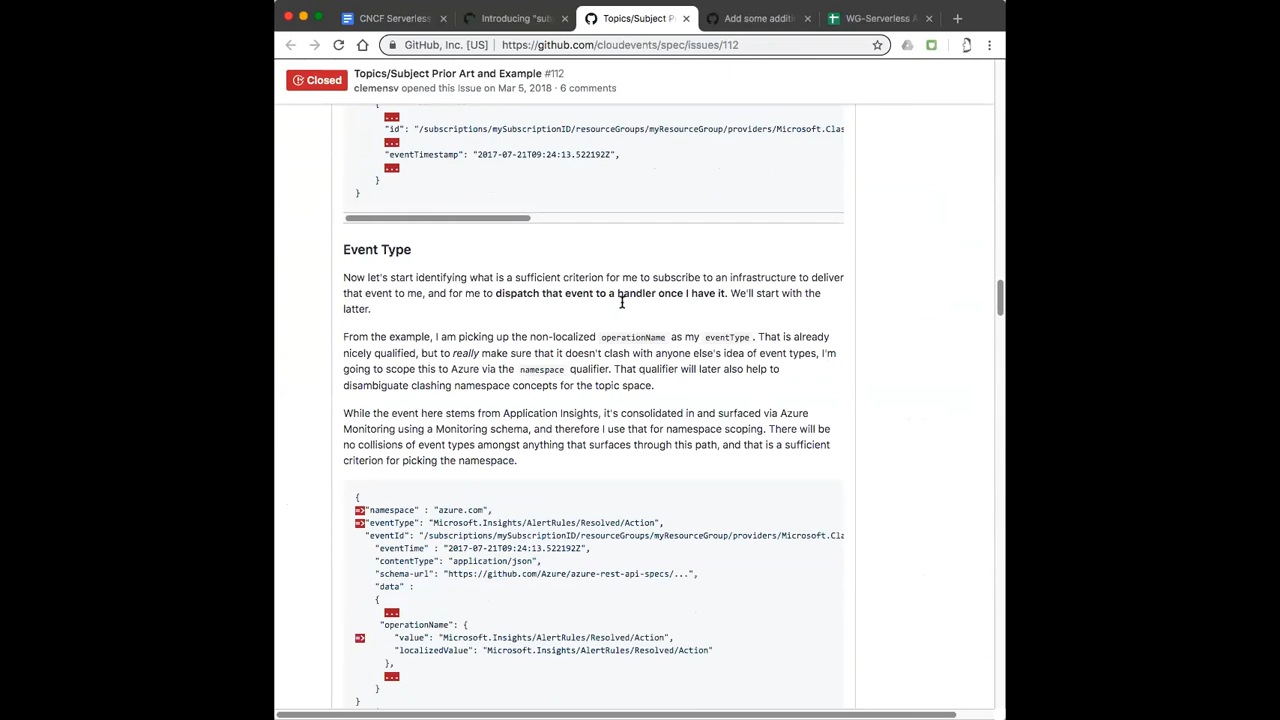 CNCF Serverless
Introducing "sub
Topics/Subject P
Add some additi
WG-Serverless A
GitHub, Inc. [US]
https://github.com/cloudevents/spec/issues/112
Closed
Topics/Subject Prior Art and Example #112
clemensv opened this issue on Mar 5, 2018 · 6 comments
{
...
"id": "/subscriptions/mySubscriptionID/resourceGroups/myResourceGroup/providers/Microsoft.Clas
...
"eventTimestamp": "2017-07-21T09:24:13.522192Z",
...
}
}
Event Type
Now let's start identifying what is a sufficient criterion for me to subscribe to an infrastructure to deliver
that event to me, and for me to dispatch that event to a handler once I have it. We'll start with the
latter.
From the example, I am picking up the non-localized operationName as my eventType. That is already
nicely qualified, but to really make sure that it doesn't clash with anyone else's idea of event types, I'm
going to scope this to Azure via the namespace qualifier. That qualifier will later also help to
disambiguate clashing namespace concepts for the topic space.
While the event here stems from Application Insights, it's consolidated in and surfaced via Azure
Monitoring using a Monitoring schema, and therefore I use that for namespace scoping. There will be
no collisions of event types amongst anything that surfaces through this path, and that is a sufficient
criterion for picking the namespace.
{
=>"namespace" : "azure.com",
=>"eventType": "Microsoft.Insights/AlertRules/Resolved/Action",
"eventId": "/subscriptions/mySubscriptionID/resourceGroups/myResourceGroup/providers/Microsoft.Cla
"eventTime" : "2017-07-21T09:24:13.522192Z",
"contentType": "application/json",
"schema-url": "https://github.com/Azure/azure-rest-api-specs/...",
"data" :
{
...
"operationName": {
=> "value": "Microsoft.Insights/AlertRules/Resolved/Action",
"localizedValue": "Microsoft.Insights/AlertRules/Resolved/Action"
},
...
}
}